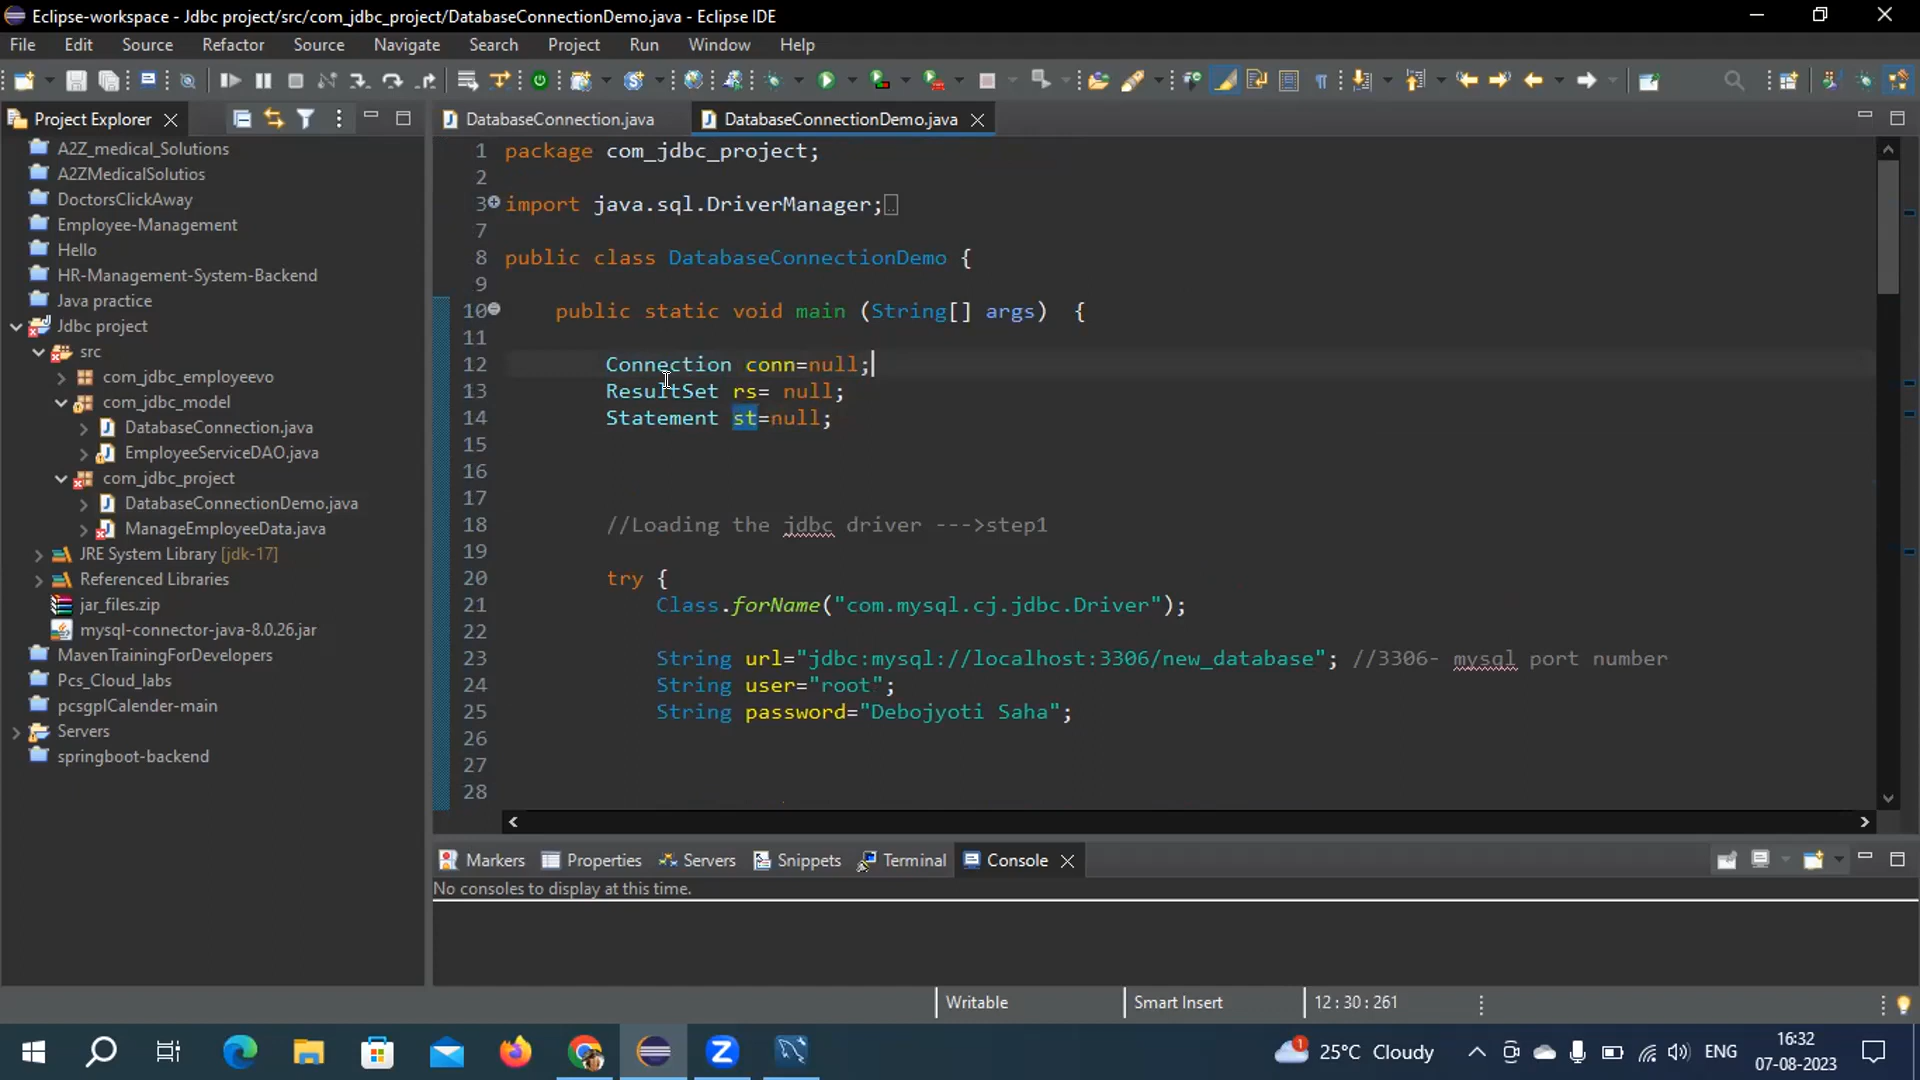 Eclipse-workspace - Jdbc project/src/com_jdbc_project/DatabaseConnectionDemo.java - Eclipse IDE
File Edit Source Refactor Source Navigate Search Project Run Window Help
Project Explorer
A2Z_medical_Solutions
A2ZMedicalSolutios
DoctorsClickAway
Employee-Management
Hello
HR-Management-System-Backend
Java practice
Jdbc project
src
com_jdbc_employeevo
com_jdbc_model
DatabaseConnection.java
EmployeeServiceDAO.java
com_jdbc_project
DatabaseConnectionDemo.java
ManageEmployeeData.java
JRE System Library [jdk-17]
Referenced Libraries
jar_files.zip
mysql-connector-java-8.0.26.jar
MavenTrainingForDevelopers
Pcs_Cloud_labs
pcsgplCalender-main
Servers
springboot-backend
DatabaseConnection.java DatabaseConnectionDemo.java
1 package com_jdbc_project;
2
3 import java.sql.DriverManager;
7
8 public class DatabaseConnectionDemo {
9
10 public static void main (String[] args) {
11
12 Connection conn=null;
13 ResultSet rs= null;
14 Statement st=null;
15
16
17
18 //Loading the jdbc driver --->step1
19
20 try {
21 Class.forName("com.mysql.cj.jdbc.Driver");
22
23 String url="jdbc:mysql://localhost:3306/new_database"; //3306- mysql port number
24 String user="root";
25 String password="Debojyoti Saha";
26
27
28
Markers Properties Servers Snippets Terminal Console
No consoles to display at this time.
Writable Smart Insert 12 : 30 : 261
1 25°C Cloudy ENG 16:32
07-08-2023